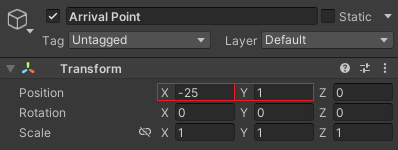 Arrival Point Static
Tag Untagged Layer Default
Transform
Position X -25 Y 1 Z 0
Rotation X 0 Y 0 Z 0
Scale X 1 Y 1 Z 1